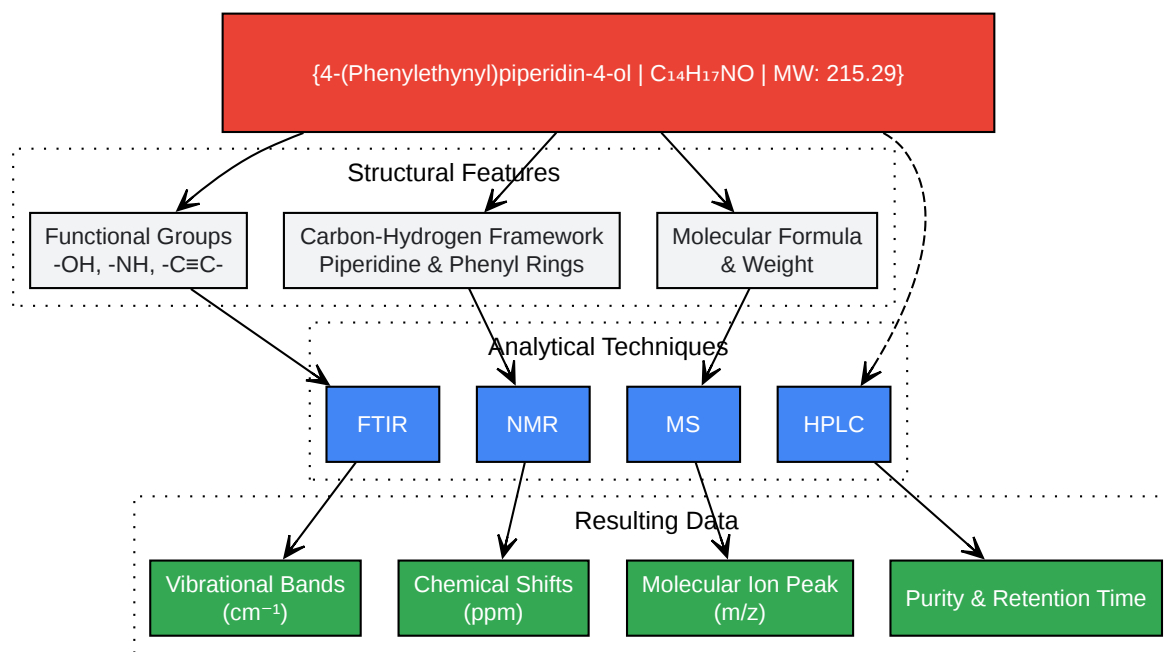 {4-(Phenylethynyl)piperidin-4-ol | C₁₄H₁₇NO | MW: 215.29}
Structural Features
Functional Groups
-OH, -NH, -C≡C-
Carbon-Hydrogen Framework
Piperidine & Phenyl Rings
Molecular Formula
& Weight
Analytical Techniques
FTIR
NMR
MS
HPLC
Resulting Data
Vibrational Bands
(cm⁻¹)
Chemical Shifts
(ppm)
Molecular Ion Peak
(m/z)
Purity & Retention Time